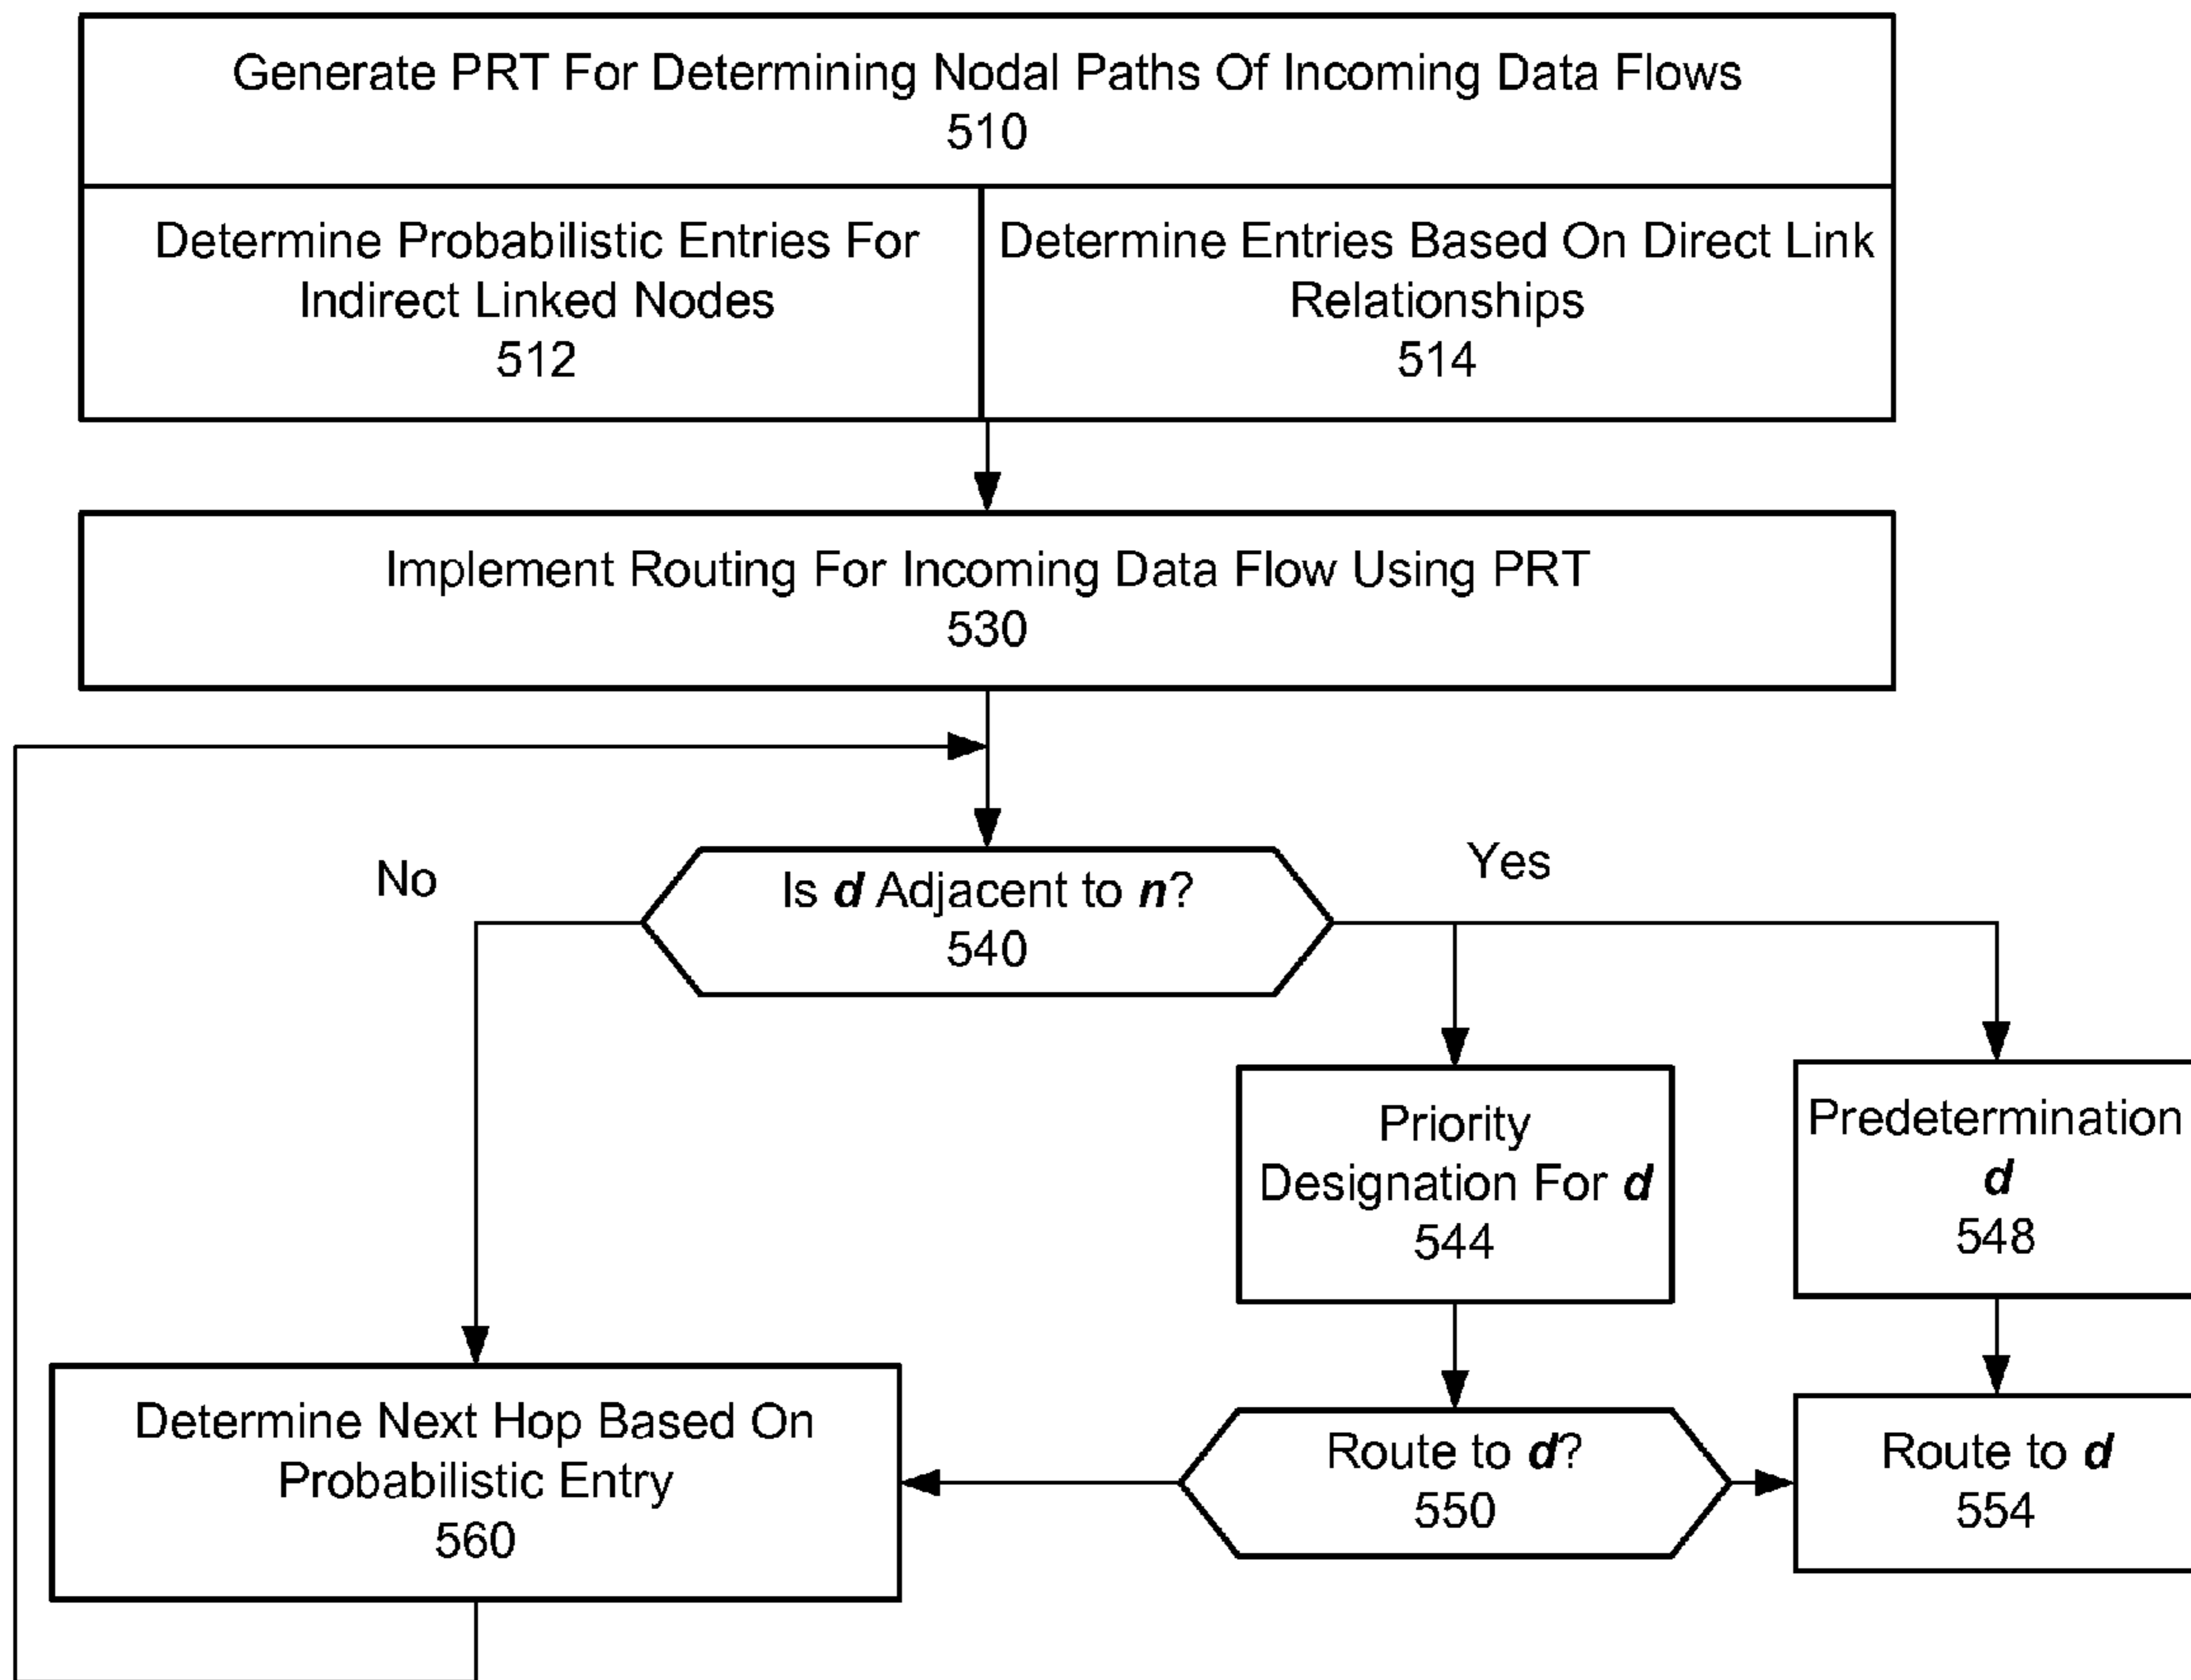 Generate PRT For Determining Nodal Paths Of Incoming Data Flows
510
Determine Probabilistic Entries For
Indirect Linked Nodes
512
Determine Entries Based On Direct Link
Relationships
514
Implement Routing For Incoming Data Flow Using PRT
530
No
Is d Adjacent to n?
540
Yes
Priority
Designation For d
544
Predetermination
d
548
Determine Next Hop Based On
Probabilistic Entry
560
Route to d?
550
Route to d
554